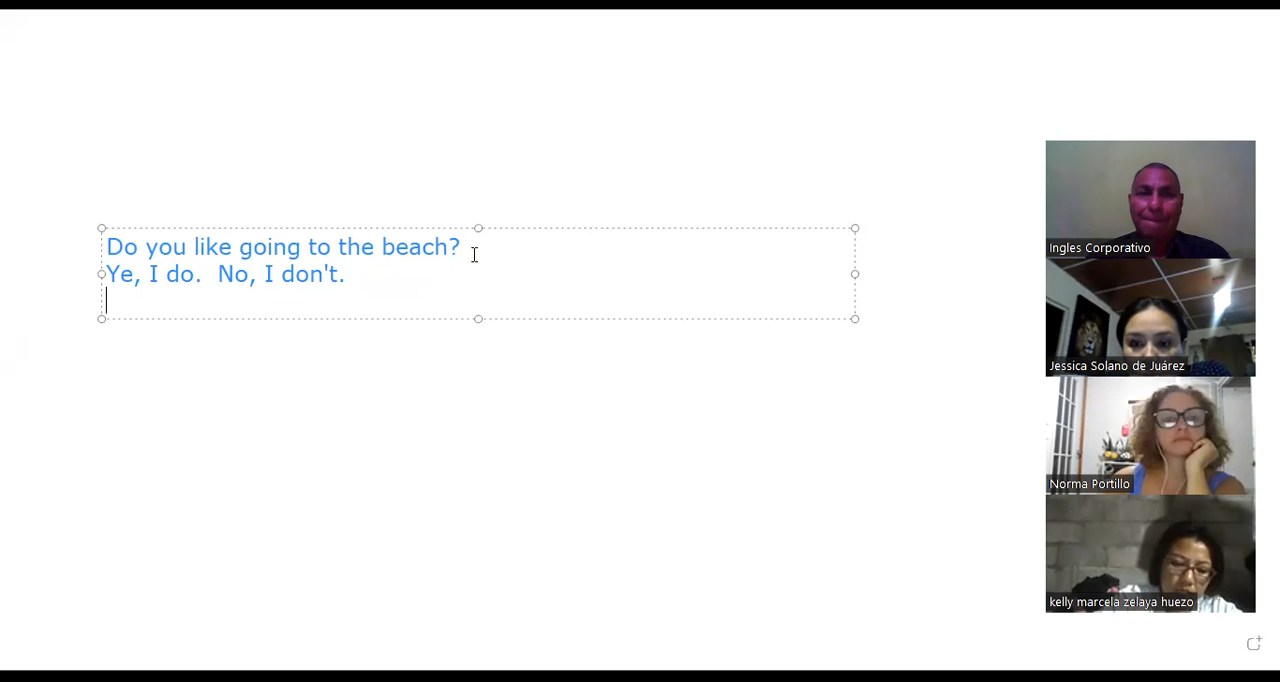 Do you like going to the beach?
Ye, I do.  No, I don't.
Ingles Corporativo
Jessica Solano de Juárez
Norma Portillo
kelly marcela zelaya huezo